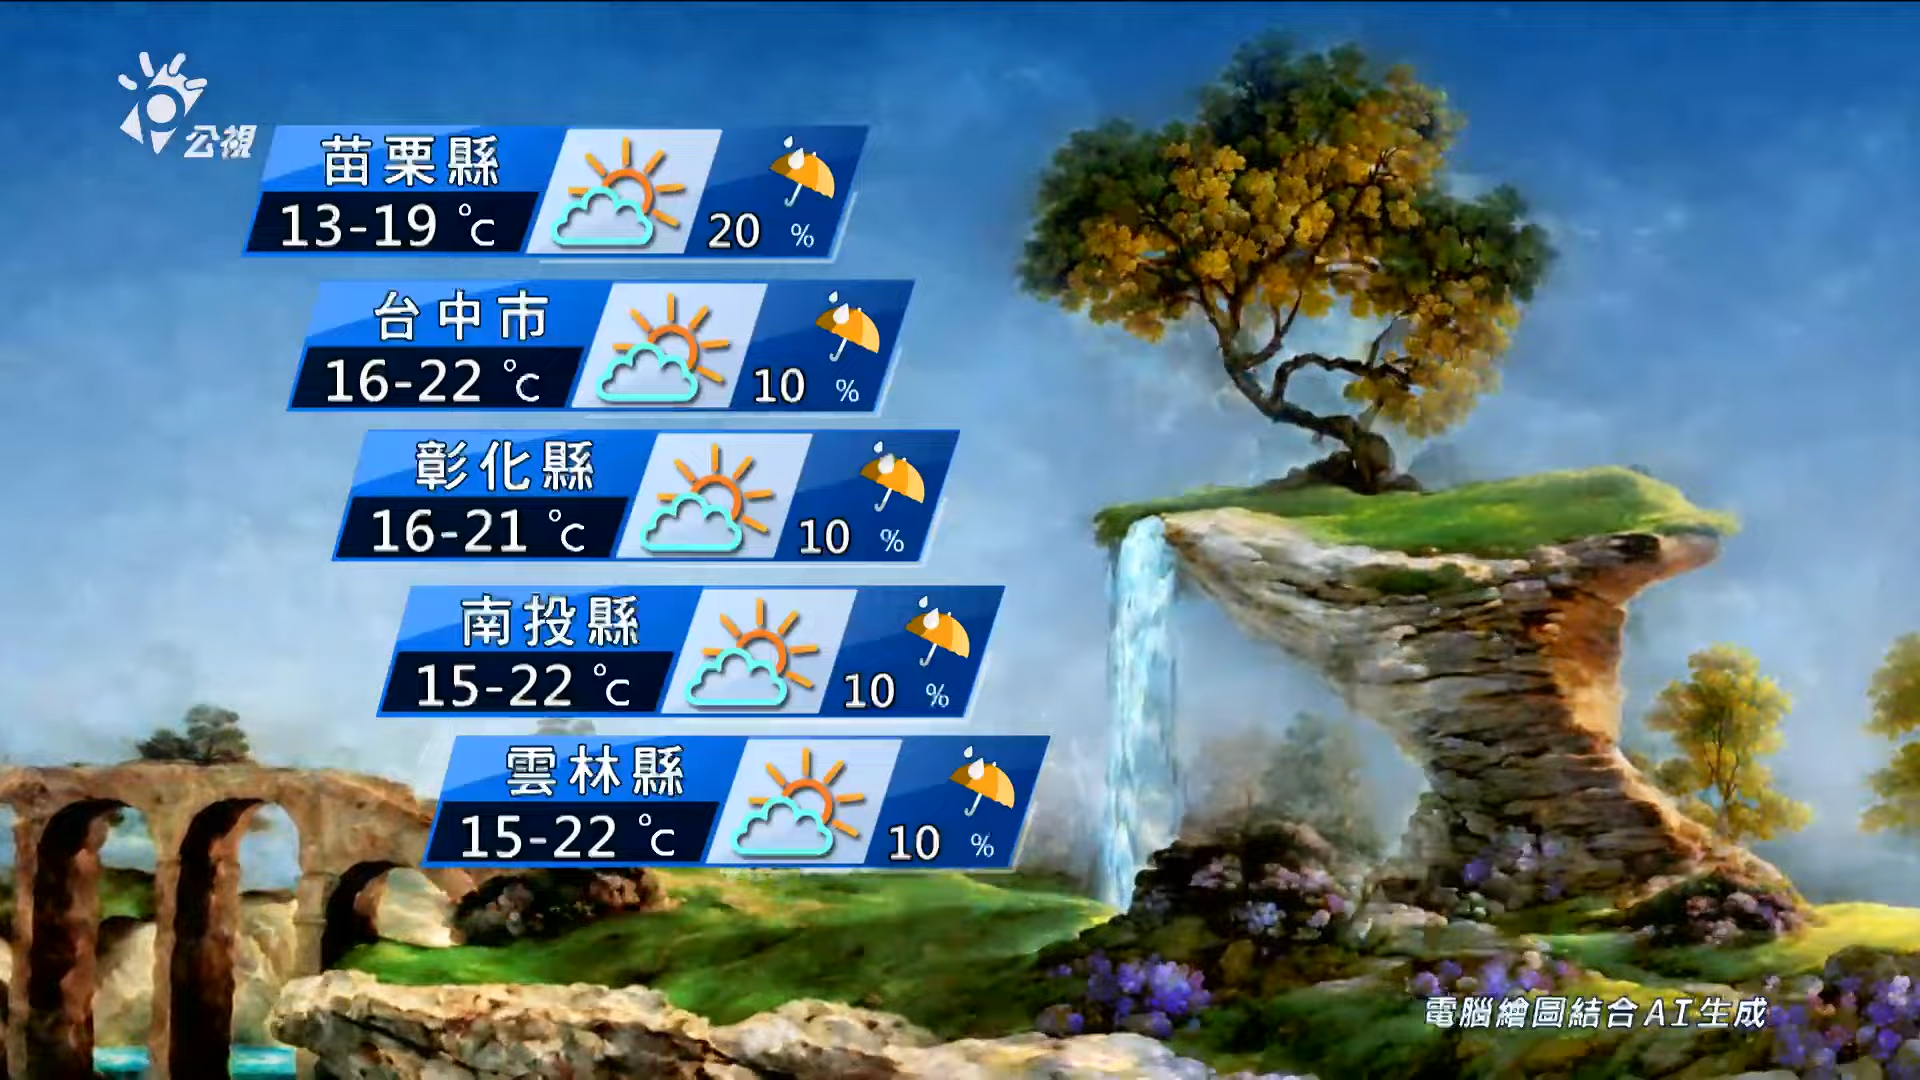 公視
苗栗縣
13-19 °C
20 %
台中市
16-22 °C
10 %
彰化縣
16-21 °C
10 %
南投縣
15-22 °C
10 %
雲林縣
15-22 °C
10 %
電腦繪圖結合AI生成